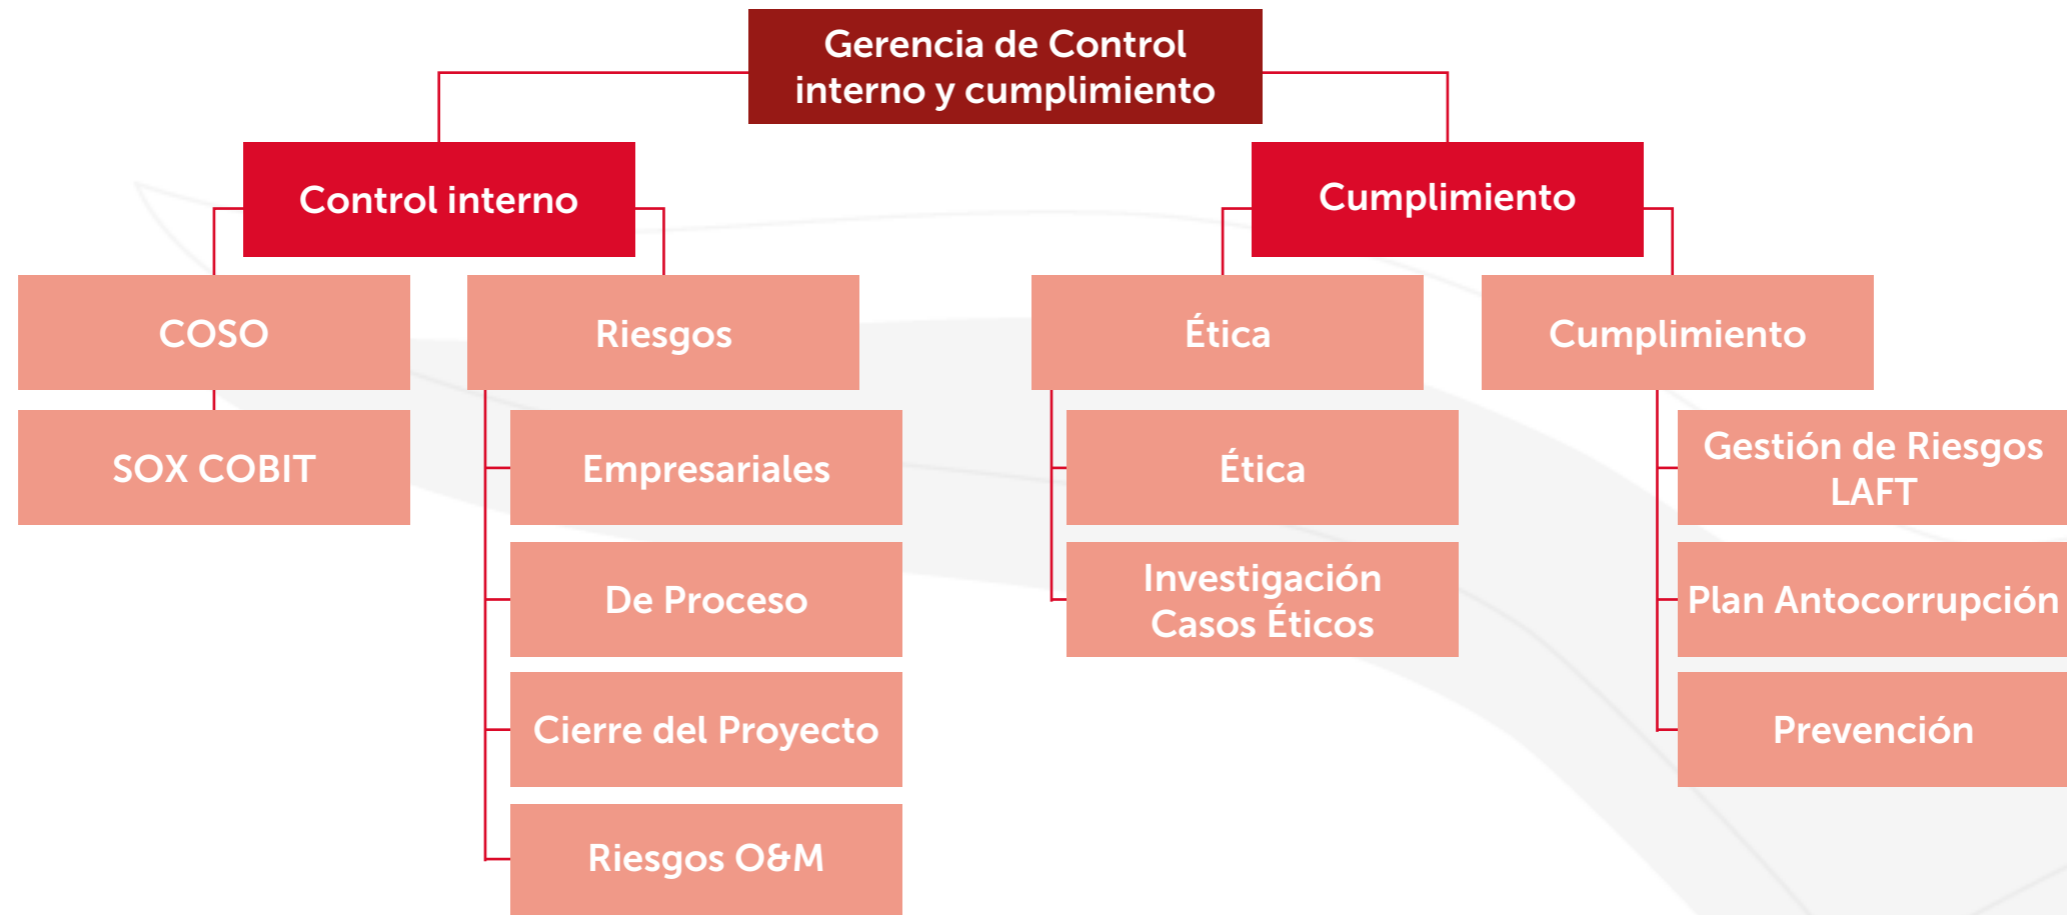 Gerencia de Control
interno y cumplimiento
Control interno
Cumplimiento
COSO
Riesgos
Ética
Cumplimiento
SOX COBIT
Empresariales
Ética
Gestión de Riesgos
LAFT
De Proceso
Investigación
Casos Éticos
Plan Antocorrupción
Cierre del Proyecto
Prevención
Riesgos O&M